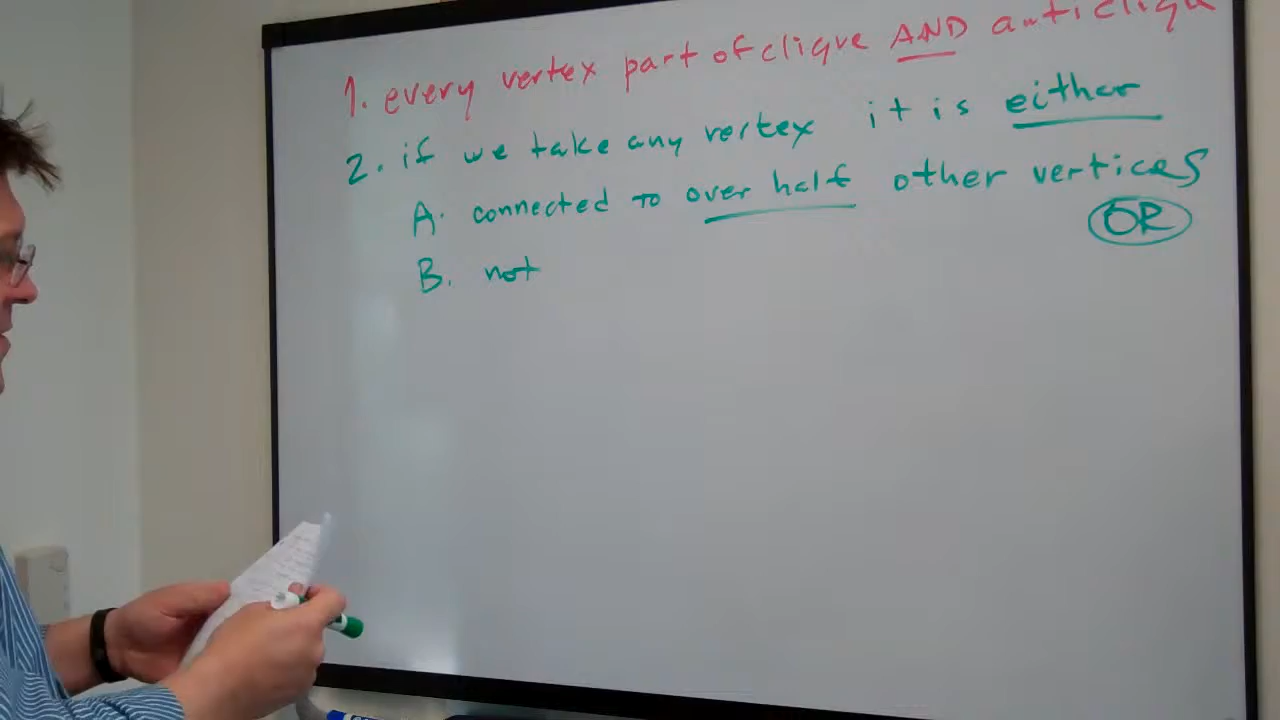 1. every vertex part of clique AND anticliqu
2. if we take any vertex it is either
A. connected to over half other vertices
OR
B. not